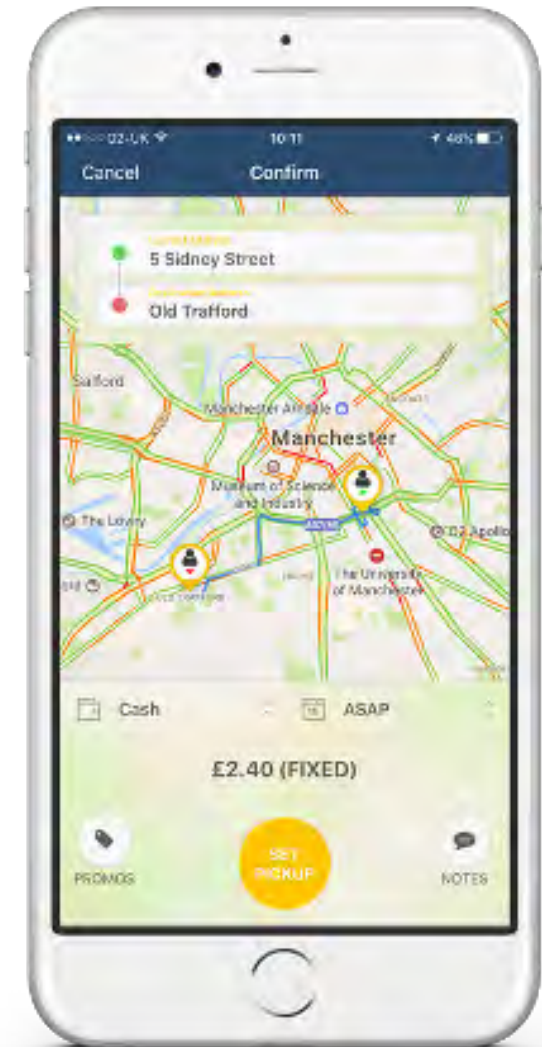 O2-UK 10:11 46%
Cancel Confirm
5 Sidney Street
Old Trafford
Salford
Manchester Arndale
Manchester
Museum of Science
and Industry
The Lowry
O2 Apollo
The University
of Manchester
OLD TRAFFORD
Cash ASAP
£2.40 (FIXED)
SET
PICKUP
PROMOS NOTES